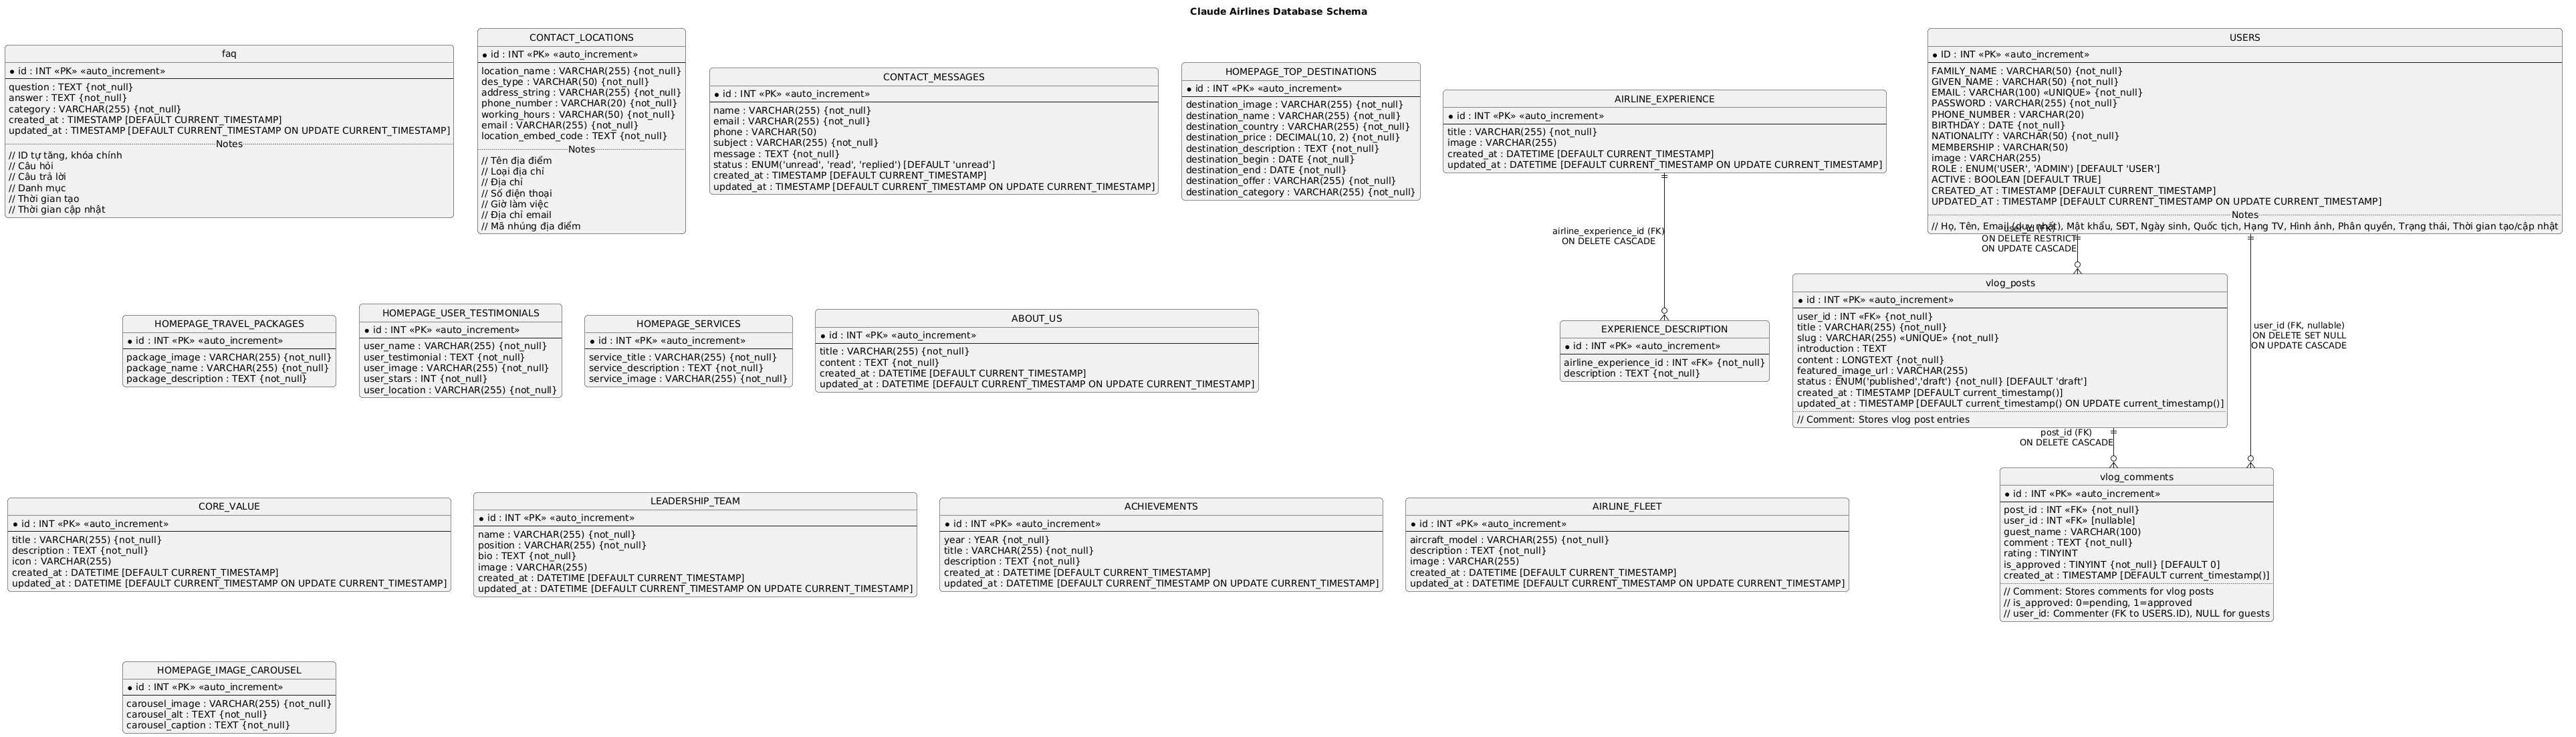 Claude Airlines Database Schema
faq
id : INT «PK» «auto_increment»
question : TEXT {not_null}
answer : TEXT {not_null}
category : VARCHAR(255) {not_null}
created_at : TIMESTAMP [DEFAULT CURRENT_TIMESTAMP]
updated_at : TIMESTAMP [DEFAULT CURRENT_TIMESTAMP ON UPDATE CURRENT_TIMESTAMP]
Notes
// ID tự tăng, khóa chính
// Câu hỏi
// Câu trả lời
// Danh mục
// Thời gian tạo
// Thời gian cập nhật
CONTACT_LOCATIONS
id : INT «PK» «auto_increment»
location_name : VARCHAR(255) {not_null}
des_type : VARCHAR(50) {not_null}
address_string : VARCHAR(255) {not_null}
phone_number : VARCHAR(20) {not_null}
working_hours : VARCHAR(50) {not_null}
email : VARCHAR(255) {not_null}
location_embed_code : TEXT {not_null}
Notes
// Tên địa điểm
// Loại địa chỉ
// Địa chỉ
// Số điện thoại
// Giờ làm việc
// Địa chỉ email
// Mã nhúng địa điểm
CONTACT_MESSAGES
id : INT «PK» «auto_increment»
name : VARCHAR(255) {not_null}
email : VARCHAR(255) {not_null}
phone : VARCHAR(50)
subject : VARCHAR(255) {not_null}
message : TEXT {not_null}
status : ENUM('unread', 'read', 'replied') [DEFAULT 'unread']
created_at : TIMESTAMP [DEFAULT CURRENT_TIMESTAMP]
updated_at : TIMESTAMP [DEFAULT CURRENT_TIMESTAMP ON UPDATE CURRENT_TIMESTAMP]
HOMEPAGE_TOP_DESTINATIONS
id : INT «PK» «auto_increment»
destination_image : VARCHAR(255) {not_null}
destination_name : VARCHAR(255) {not_null}
destination_country : VARCHAR(255) {not_null}
destination_price : DECIMAL(10, 2) {not_null}
destination_description : TEXT {not_null}
destination_begin : DATE {not_null}
destination_end : DATE {not_null}
destination_offer : VARCHAR(255) {not_null}
destination_category : VARCHAR(255) {not_null}
AIRLINE_EXPERIENCE
id : INT «PK» «auto_increment»
title : VARCHAR(255) {not_null}
image : VARCHAR(255)
created_at : DATETIME [DEFAULT CURRENT_TIMESTAMP]
updated_at : DATETIME [DEFAULT CURRENT_TIMESTAMP ON UPDATE CURRENT_TIMESTAMP]
USERS
ID : INT «PK» «auto_increment»
FAMILY_NAME : VARCHAR(50) {not_null}
GIVEN_NAME : VARCHAR(50) {not_null}
EMAIL : VARCHAR(100) «UNIQUE» {not_null}
PASSWORD : VARCHAR(255) {not_null}
PHONE_NUMBER : VARCHAR(20)
BIRTHDAY : DATE {not_null}
NATIONALITY : VARCHAR(50) {not_null}
MEMBERSHIP : VARCHAR(50)
image : VARCHAR(255)
ROLE : ENUM('USER', 'ADMIN') [DEFAULT 'USER']
ACTIVE : BOOLEAN [DEFAULT TRUE]
CREATED_AT : TIMESTAMP [DEFAULT CURRENT_TIMESTAMP]
UPDATED_AT : TIMESTAMP [DEFAULT CURRENT_TIMESTAMP ON UPDATE CURRENT_TIMESTAMP]
Notes
// Họ, Tên, Email (duy nhất), Mật khẩu, SĐT, Ngày sinh, Quốc tịch, Hạng TV, Hình ảnh, Phân quyền, Trạng thái, Thời gian tạo/cập nhật
airline_experience_id (FK)
ON DELETE CASCADE
user_id (FK)
ON DELETE RESTRICT
ON UPDATE CASCADE
HOMEPAGE_TRAVEL_PACKAGES
id : INT «PK» «auto_increment»
package_image : VARCHAR(255) {not_null}
package_name : VARCHAR(255) {not_null}
package_description : TEXT {not_null}
HOMEPAGE_USER_TESTIMONIALS
id : INT «PK» «auto_increment»
user_name : VARCHAR(255) {not_null}
user_testimonial : TEXT {not_null}
user_image : VARCHAR(255) {not_null}
user_stars : INT {not_null}
user_location : VARCHAR(255) {not_null}
HOMEPAGE_SERVICES
id : INT «PK» «auto_increment»
service_title : VARCHAR(255) {not_null}
service_description : TEXT {not_null}
service_image : VARCHAR(255) {not_null}
ABOUT_US
id : INT «PK» «auto_increment»
title : VARCHAR(255) {not_null}
content : TEXT {not_null}
created_at : DATETIME [DEFAULT CURRENT_TIMESTAMP]
updated_at : DATETIME [DEFAULT CURRENT_TIMESTAMP ON UPDATE CURRENT_TIMESTAMP]
EXPERIENCE_DESCRIPTION
id : INT «PK» «auto_increment»
airline_experience_id : INT «FK» {not_null}
description : TEXT {not_null}
vlog_posts
id : INT «PK» «auto_increment»
user_id : INT «FK» {not_null}
title : VARCHAR(255) {not_null}
slug : VARCHAR(255) «UNIQUE» {not_null}
introduction : TEXT
content : LONGTEXT {not_null}
featured_image_url : VARCHAR(255)
status : ENUM('published','draft') {not_null} [DEFAULT 'draft']
created_at : TIMESTAMP [DEFAULT current_timestamp()]
updated_at : TIMESTAMP [DEFAULT current_timestamp() ON UPDATE current_timestamp()]
// Comment: Stores vlog post entries
user_id (FK, nullable)
ON DELETE SET NULL
ON UPDATE CASCADE
post_id (FK)
ON DELETE CASCADE
CORE_VALUE
id : INT «PK» «auto_increment»
title : VARCHAR(255) {not_null}
description : TEXT {not_null}
icon : VARCHAR(255)
created_at : DATETIME [DEFAULT CURRENT_TIMESTAMP]
updated_at : DATETIME [DEFAULT CURRENT_TIMESTAMP ON UPDATE CURRENT_TIMESTAMP]
LEADERSHIP_TEAM
id : INT «PK» «auto_increment»
name : VARCHAR(255) {not_null}
position : VARCHAR(255) {not_null}
bio : TEXT {not_null}
image : VARCHAR(255)
created_at : DATETIME [DEFAULT CURRENT_TIMESTAMP]
updated_at : DATETIME [DEFAULT CURRENT_TIMESTAMP ON UPDATE CURRENT_TIMESTAMP]
ACHIEVEMENTS
id : INT «PK» «auto_increment»
year : YEAR {not_null}
title : VARCHAR(255) {not_null}
description : TEXT {not_null}
created_at : DATETIME [DEFAULT CURRENT_TIMESTAMP]
updated_at : DATETIME [DEFAULT CURRENT_TIMESTAMP ON UPDATE CURRENT_TIMESTAMP]
AIRLINE_FLEET
id : INT «PK» «auto_increment»
aircraft_model : VARCHAR(255) {not_null}
description : TEXT {not_null}
image : VARCHAR(255)
created_at : DATETIME [DEFAULT CURRENT_TIMESTAMP]
updated_at : DATETIME [DEFAULT CURRENT_TIMESTAMP ON UPDATE CURRENT_TIMESTAMP]
vlog_comments
id : INT «PK» «auto_increment»
post_id : INT «FK» {not_null}
user_id : INT «FK» [nullable]
guest_name : VARCHAR(100)
comment : TEXT {not_null}
rating : TINYINT
is_approved : TINYINT {not_null} [DEFAULT 0]
created_at : TIMESTAMP [DEFAULT current_timestamp()]
// Comment: Stores comments for vlog posts
// is_approved: 0=pending, 1=approved
// user_id: Commenter (FK to USERS.ID), NULL for guests
HOMEPAGE_IMAGE_CAROUSEL
id : INT «PK» «auto_increment»
carousel_image : VARCHAR(255) {not_null}
carousel_alt : TEXT {not_null}
carousel_caption : TEXT {not_null}